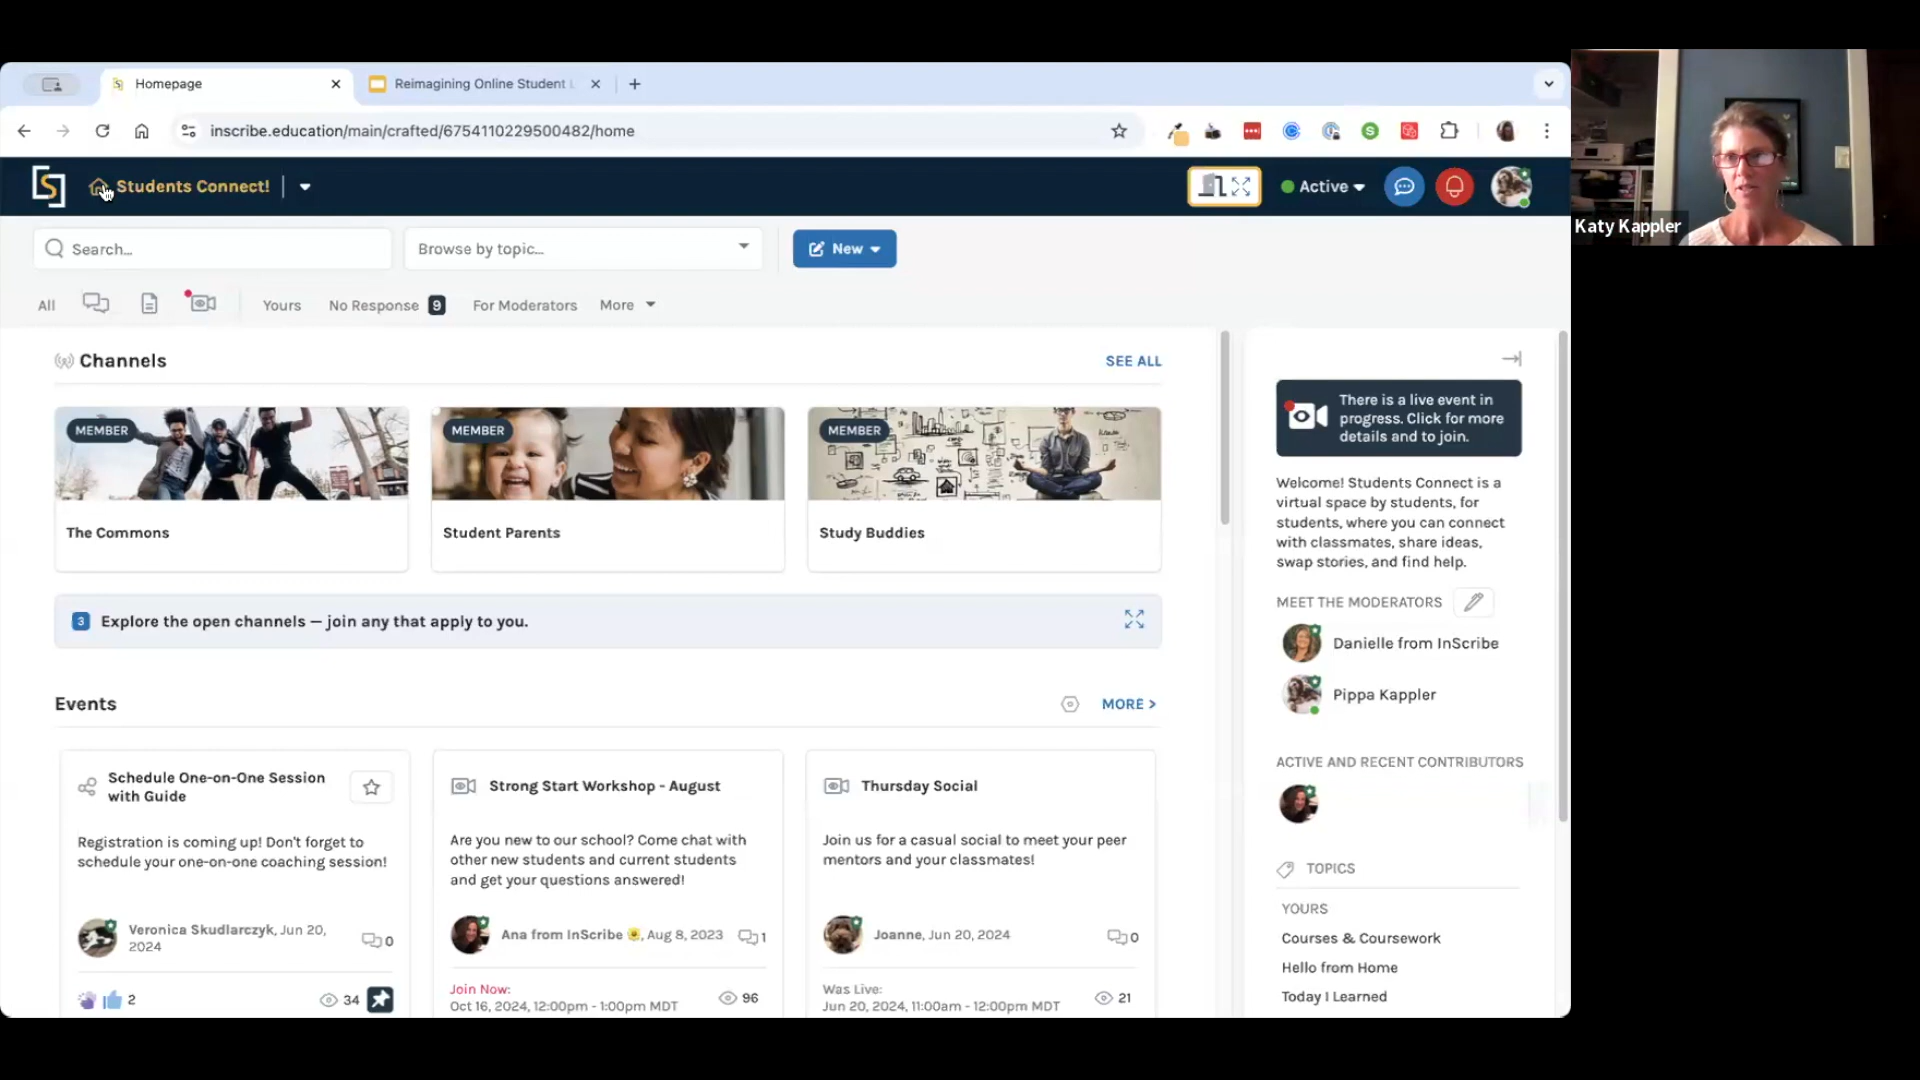 Homepage
Reimagining Online Student
inscribe.education/main/crafted/6754110229500482/home
Students Connect!
Active
Katy Kappler
Search...
Browse by topic...
New
All
Yours
No Response 9
For Moderators
More
Channels
SEE ALL
MEMBER
MEMBER
MEMBER
The Commons
Student Parents
Study Buddies
3 Explore the open channels — join any that apply to you.
Events
MORE >
Schedule One-on-One Session
with Guide
Registration is coming up! Don't forget to
schedule your one-on-one coaching session!
Veronica Skudlarczyk, Jun 20,
2024
0
2
34
Strong Start Workshop - August
Are you new to our school? Come chat with
other new students and current students
and get your questions answered!
Ana from InScribe 🌼, Aug 8, 2023
1
Join Now:
Oct 16, 2024, 12:00pm - 1:00pm MDT
96
Thursday Social
Join us for a casual social to meet your peer
mentors and your classmates!
Joanne, Jun 20, 2024
0
Was Live:
Jun 20, 2024, 11:00am - 12:00pm MDT
21
There is a live event in
progress. Click for more
details and to join.
Welcome! Students Connect is a
virtual space by students, for
students, where you can connect
with classmates, share ideas,
swap stories, and find help.
MEET THE MODERATORS
Danielle from InScribe
Pippa Kappler
ACTIVE AND RECENT CONTRIBUTORS
TOPICS
YOURS
Courses & Coursework
Hello from Home
Today I Learned